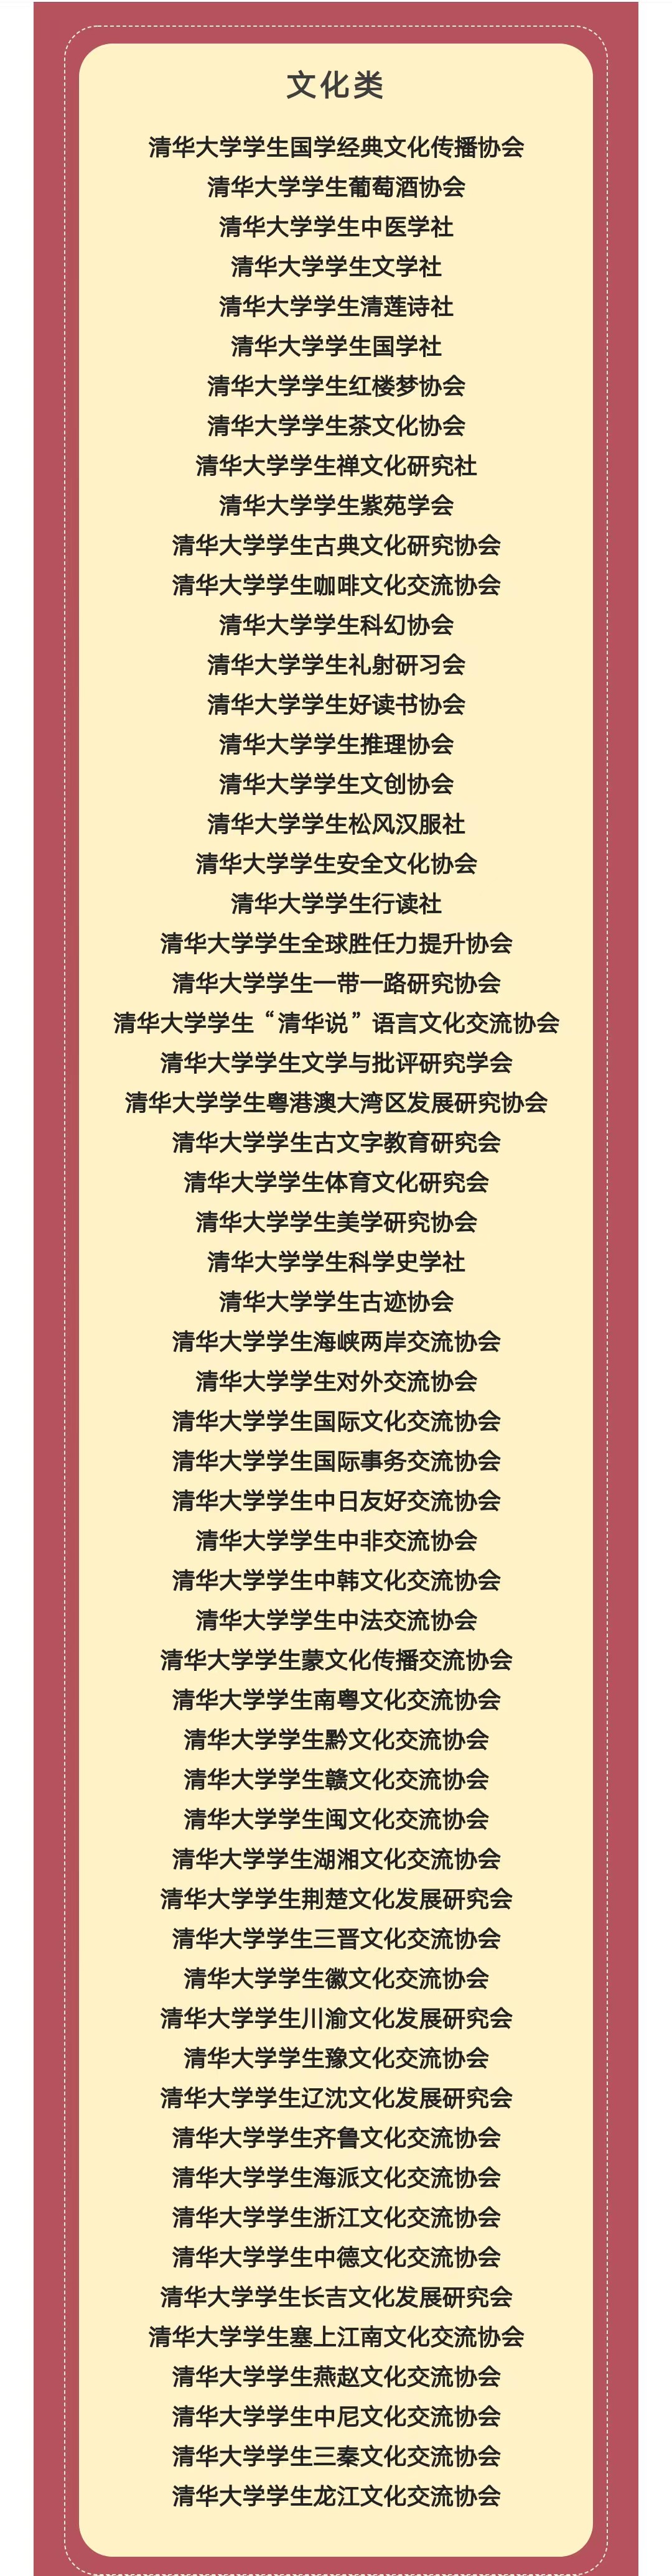 文化类
清华大学学生国学经典文化传播协会
清华大学学生葡萄酒协会
清华大学学生中医学社
清华大学学生文学社
清华大学学生清莲诗社
清华大学学生国学社
清华大学学生红楼梦协会
清华大学学生茶文化协会
清华大学学生禅文化研究社
清华大学学生紫苑学会
清华大学学生古典文化研究协会
清华大学学生咖啡文化交流协会
清华大学学生科幻协会
清华大学学生礼射研习会
清华大学学生好读书协会
清华大学学生推理协会
清华大学学生文创协会
清华大学学生松风汉服社
清华大学学生安全文化协会
清华大学学生行读社
清华大学学生全球胜任力提升协会
清华大学学生一带一路研究协会
清华大学学生“清华说”语言文化交流协会
清华大学学生文学与批评研究学会
清华大学学生粤港澳大湾区发展研究协会
清华大学学生古文字教育研究会
清华大学学生体育文化研究会
清华大学学生美学研究协会
清华大学学生科学史学社
清华大学学生古迹协会
清华大学学生海峡两岸交流协会
清华大学学生对外交流协会
清华大学学生国际文化交流协会
清华大学学生国际事务交流协会
清华大学学生中日友好交流协会
清华大学学生中非交流协会
清华大学学生中韩文化交流协会
清华大学学生中法交流协会
清华大学学生蒙文化传播交流协会
清华大学学生南粤文化交流协会
清华大学学生黔文化交流协会
清华大学学生赣文化交流协会
清华大学学生闽文化交流协会
清华大学学生湖湘文化交流协会
清华大学学生荆楚文化发展研究会
清华大学学生三晋文化交流协会
清华大学学生徽文化交流协会
清华大学学生川渝文化发展研究会
清华大学学生豫文化交流协会
清华大学学生辽沈文化发展研究会
清华大学学生齐鲁文化交流协会
清华大学学生海派文化交流协会
清华大学学生浙江文化交流协会
清华大学学生中德文化交流协会
清华大学学生长吉文化发展研究会
清华大学学生塞上江南文化交流协会
清华大学学生燕赵文化交流协会
清华大学学生中尼文化交流协会
清华大学学生三秦文化交流协会
清华大学学生龙江文化交流协会